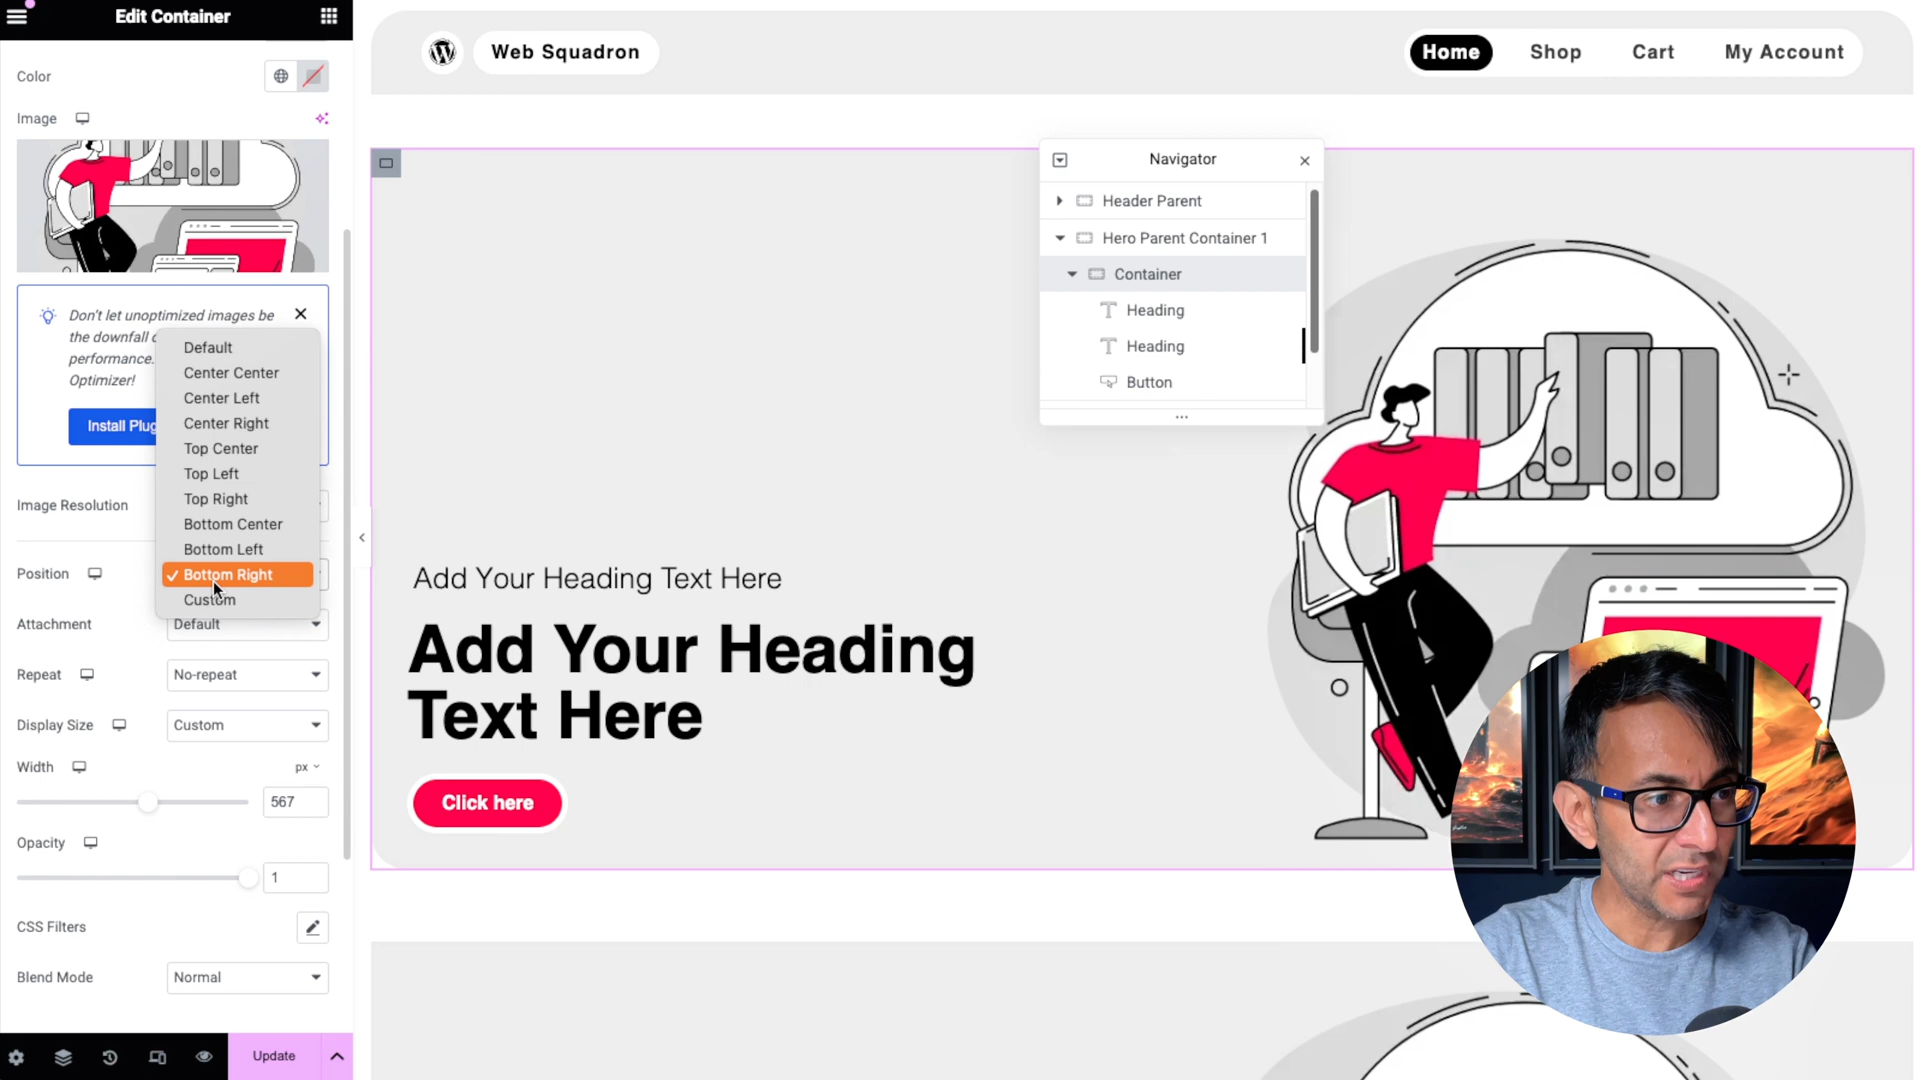 Edit Container
Color
Image
Don't let unoptimized images be
the downfall
performance.
Optimizer!
Install
Default
Center Center
Center Left
Center Right
Top Center
Top Left
Top Right
Bottom Center
Bottom Left
Bottom Right
Custom
Image Resolution
Position
Attachment
Default
Repeat
No-repeat
Display Size
Custom
Width
px
567
Opacity
1
CSS Filters
Blend Mode
Normal
Update
Web Squadron
Home
Shop
Cart
My Account
Navigator
Header Parent
Hero Parent Container 1
Container
Heading
Heading
Button
Add Your Heading Text Here
Add Your Heading
Text Here
Click here